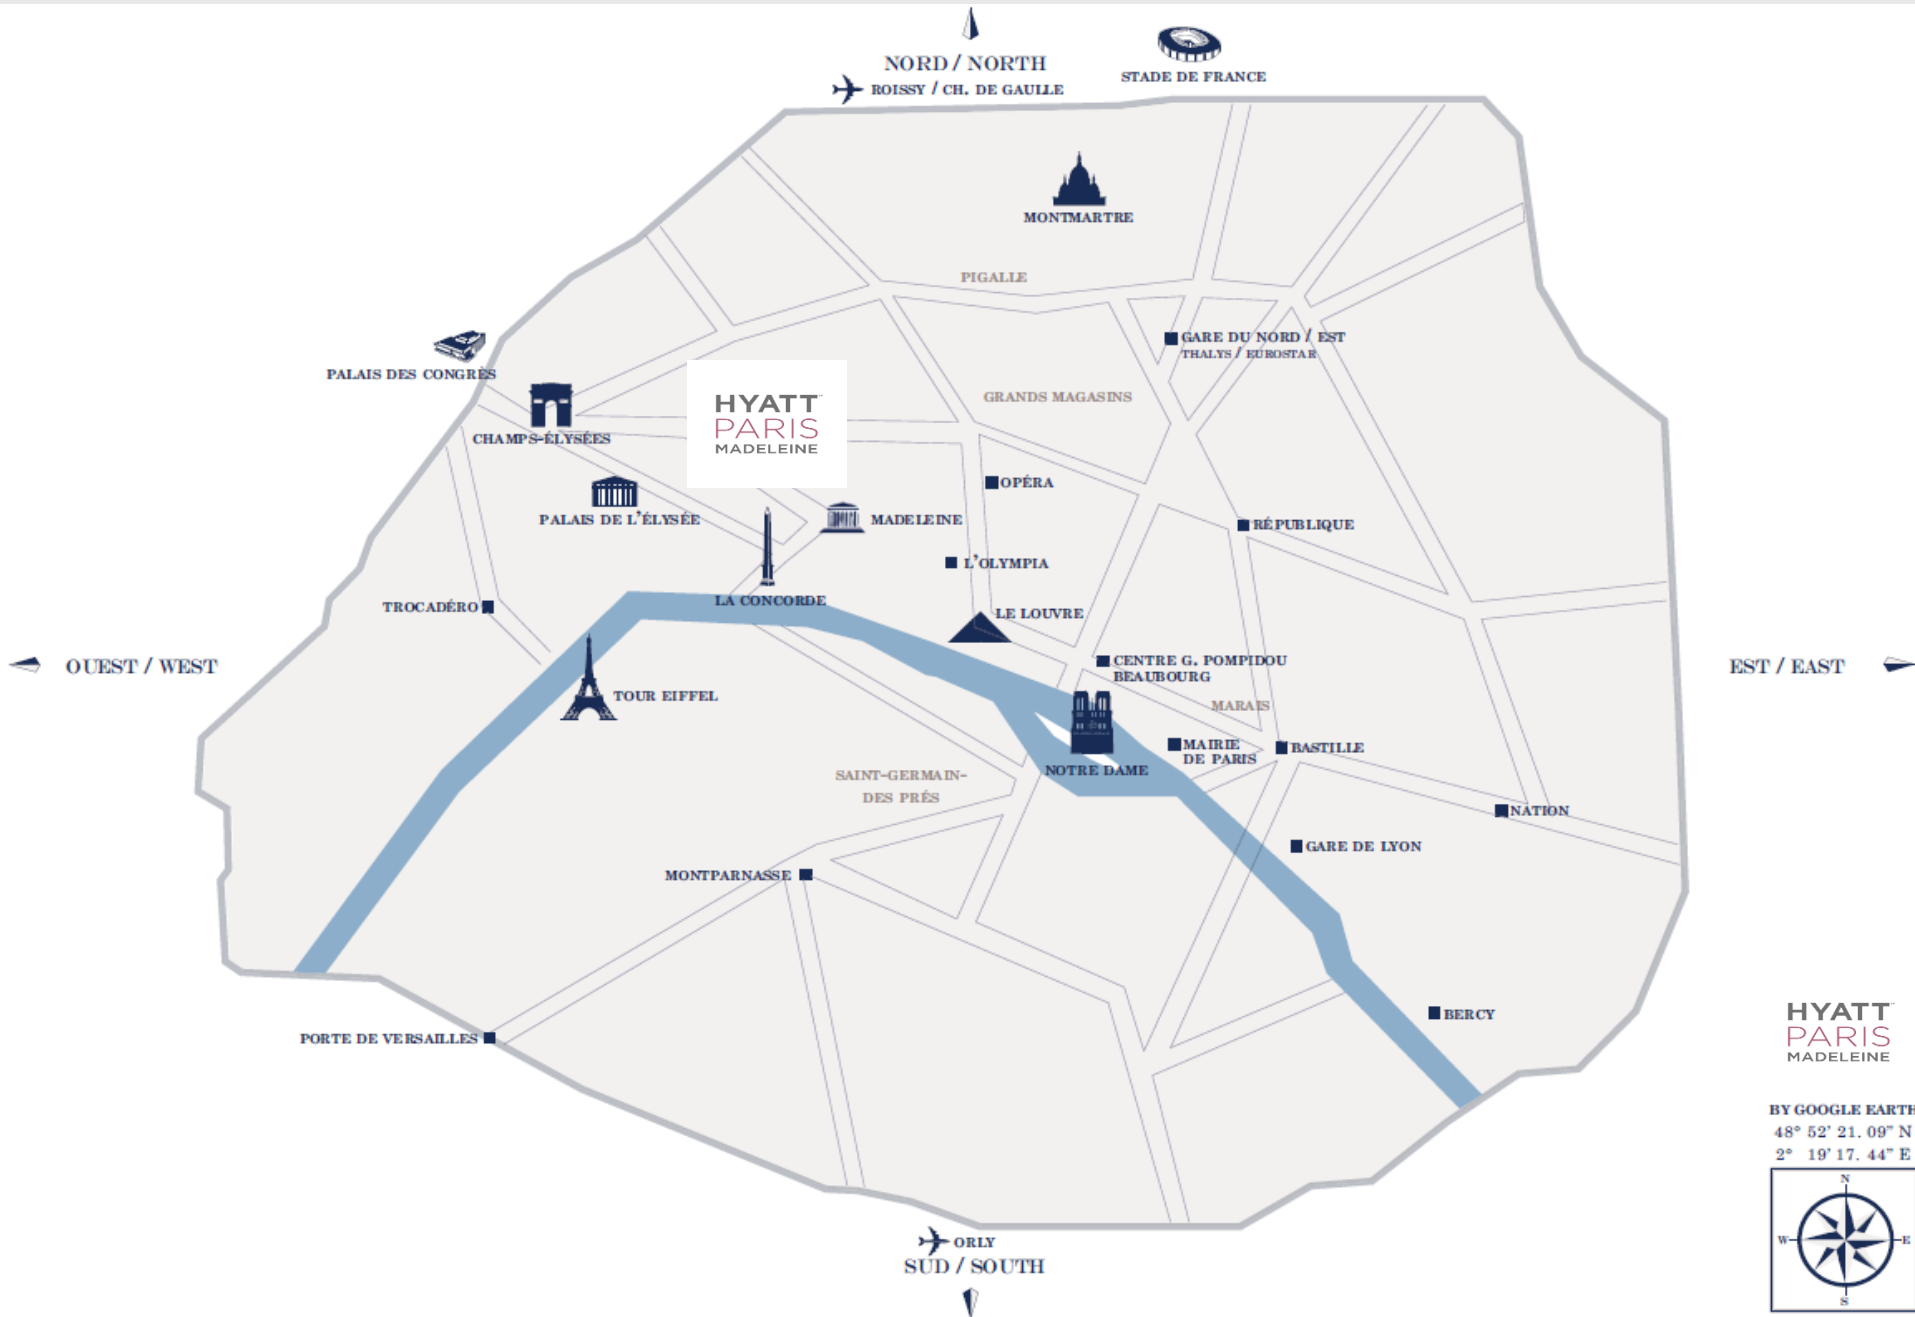 NORD / NORTH
ROISSY / CH. DE GAULLE
STADE DE FRANCE
MONTMARTRE
PIGALLE
GARE DU NORD / EST
THALYS / EUROSTAR
PALAIS DES CONGRÈS
GRANDS MAGASINS
HYATT
PARIS
MADELEINE
CHAMPS-ÉLYSÉES
OPÉRA
PALAIS DE L'ÉLYSÉE
MADELEINE
RÉPUBLIQUE
L'OLYMPIA
LA CONCORDE
TROCADÉRO
LE LOUVRE
OUEST / WEST
CENTRE G. POMPIDOU
BEAUBOURG
EST / EAST
TOUR EIFFEL
MARAIS
MAIRIE
DE PARIS
BASTILLE
NOTRE DAME
SAINT-GERMAIN-
DES PRÉS
NATION
GARE DE LYON
MONTPARNASSE
BERCY
PORTE DE VERSAILLES
HYATT
PARIS
MADELEINE
BY GOOGLE EARTH
48° 52' 21. 09" N
2° 19' 17. 44" E
N
W
E
S
ORLY
SUD / SOUTH